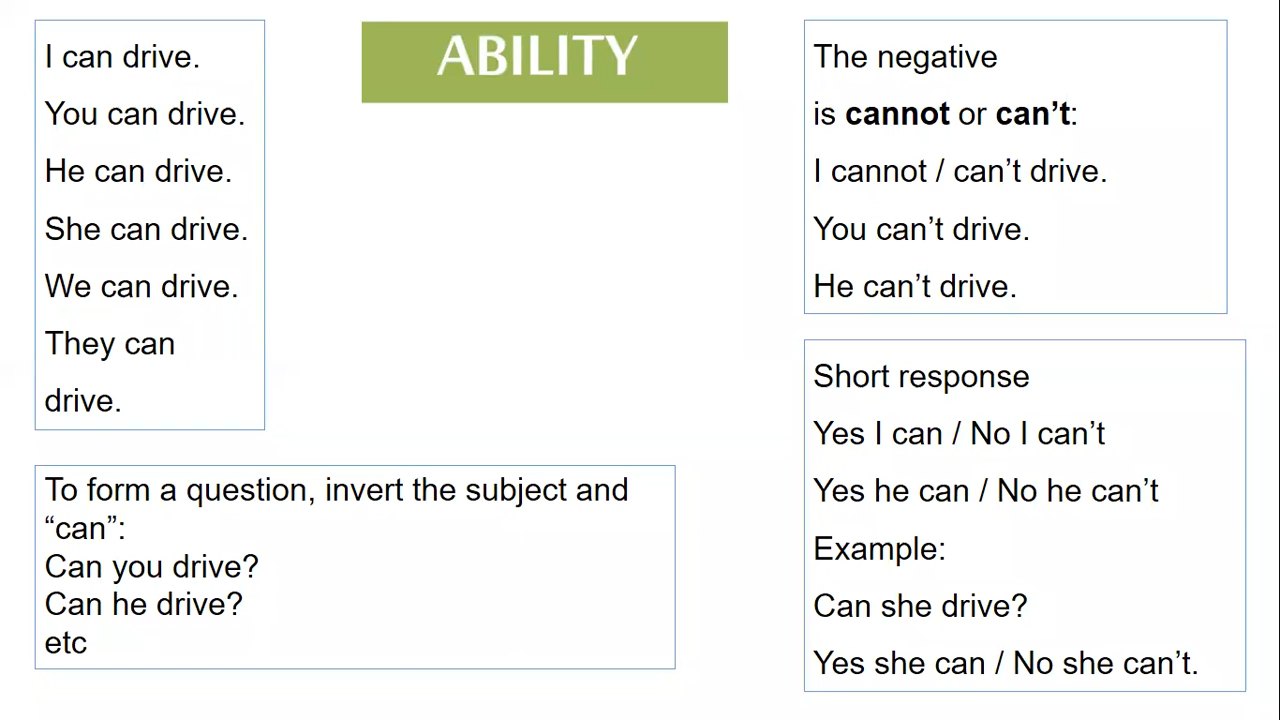 ABILITY
I can drive.
You can drive.
He can drive.
She can drive.
We can drive.
They can
drive.
The negative
is cannot or can’t:
I cannot / can’t drive.
You can’t drive.
He can’t drive.
To form a question, invert the subject and
“can”:
Can you drive?
Can he drive?
etc
Short response
Yes I can / No I can’t
Yes he can / No he can’t
Example:
Can she drive?
Yes she can / No she can’t.